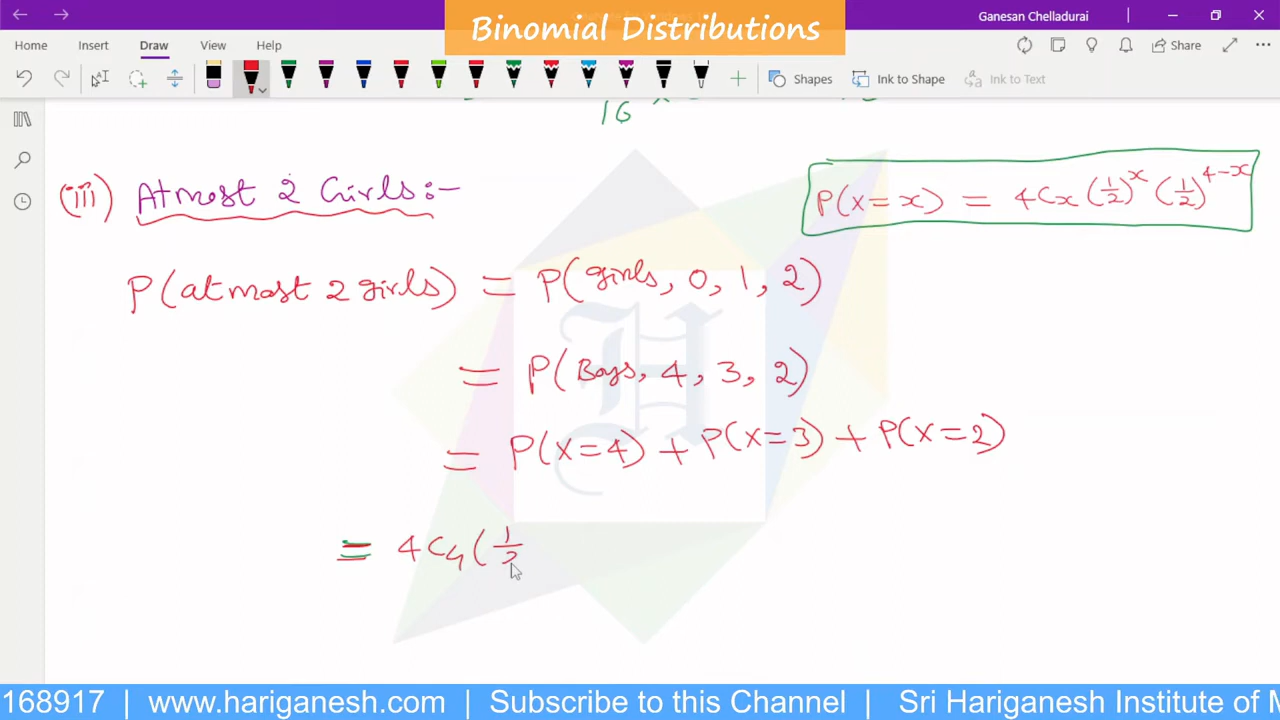 Binomial Distributions
Ganesan Chelladurai
Home Insert Draw View Help
Share
Shapes Ink to Shape Ink to Text
16 x
(iii) Atmost 2 Girls:-
P(X=x) = 4Cx (1/2)^x (1/2)^4-x
P(atmost 2 girls) = P(girls, 0, 1, 2)
= P(Boys, 4, 3, 2)
= P(X=4) + P(X=3) + P(X=2)
= 4C4 (1/2
168917 | www.hariganesh.com | Subscribe to this Channel | Sri Hariganesh Institute of M